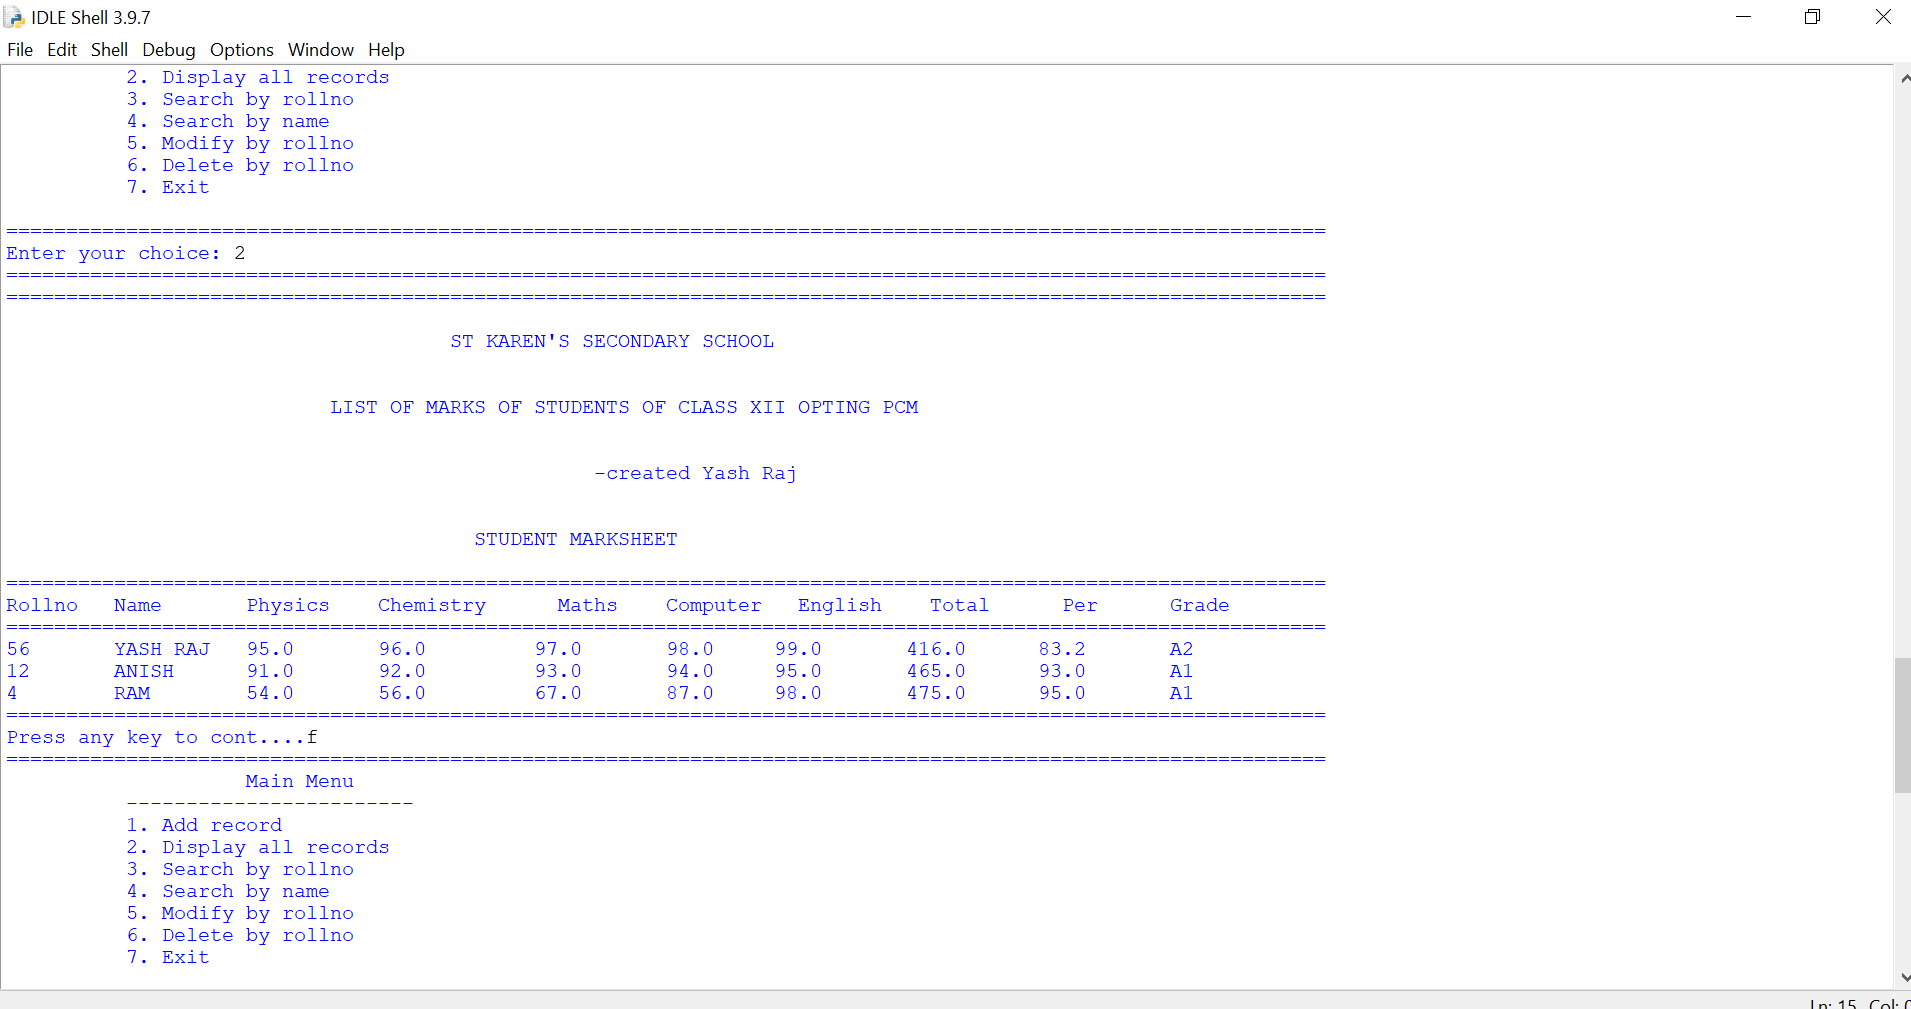 IDLE Shell 3.9.7
File Edit Shell Debug Options Window Help
2. Display all records
3. Search by rollno
4. Search by name
5. Modify by rollno
6. Delete by rollno
7. Exit
==============================================================================================================
Enter your choice: 2
==============================================================================================================
==============================================================================================================
ST KAREN'S SECONDARY SCHOOL
LIST OF MARKS OF STUDENTS OF CLASS XII OPTING PCM
-created Yash Raj
STUDENT MARKSHEET
==============================================================================================================
Rollno Name Physics Chemistry Maths Computer English Total Per Grade
==============================================================================================================
56 YASH RAJ 95.0 96.0 97.0 98.0 99.0 416.0 83.2 A2
12 ANISH 91.0 92.0 93.0 94.0 95.0 465.0 93.0 A1
4 RAM 54.0 56.0 67.0 87.0 98.0 475.0 95.0 A1
==============================================================================================================
Press any key to cont....f
==============================================================================================================
Main Menu
------------------------
1. Add record
2. Display all records
3. Search by rollno
4. Search by name
5. Modify by rollno
6. Delete by rollno
7. Exit
Ln: 15 Col: 0